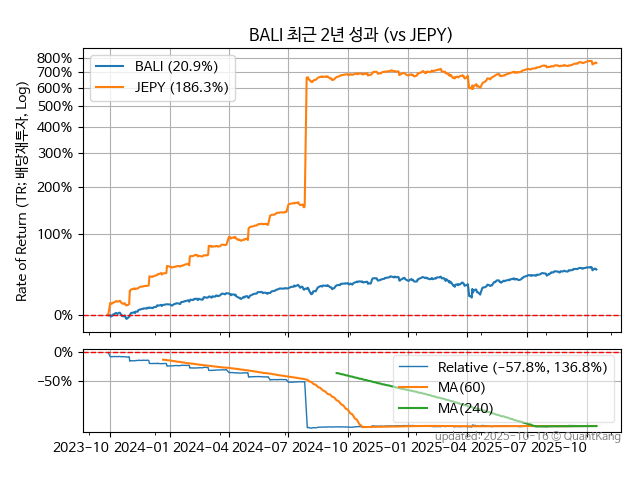 BALI 최근 2년 성과 (vs JEPY)
Rate of Return (TR: 배당재투자, Log)
800%
700%
600%
500%
400%
300%
200%
100%
0%
BALI (20.9%)
JEPY (186.3%)
0%
−50%
Relative (−57.8%, 136.8%)
MA(60)
MA(240)
2023-10 2024-01 2024-04 2024-07 2024-10 2025-01 2025-04 2025-07 2025-10
updated: 2025-10-16 © QuantKang